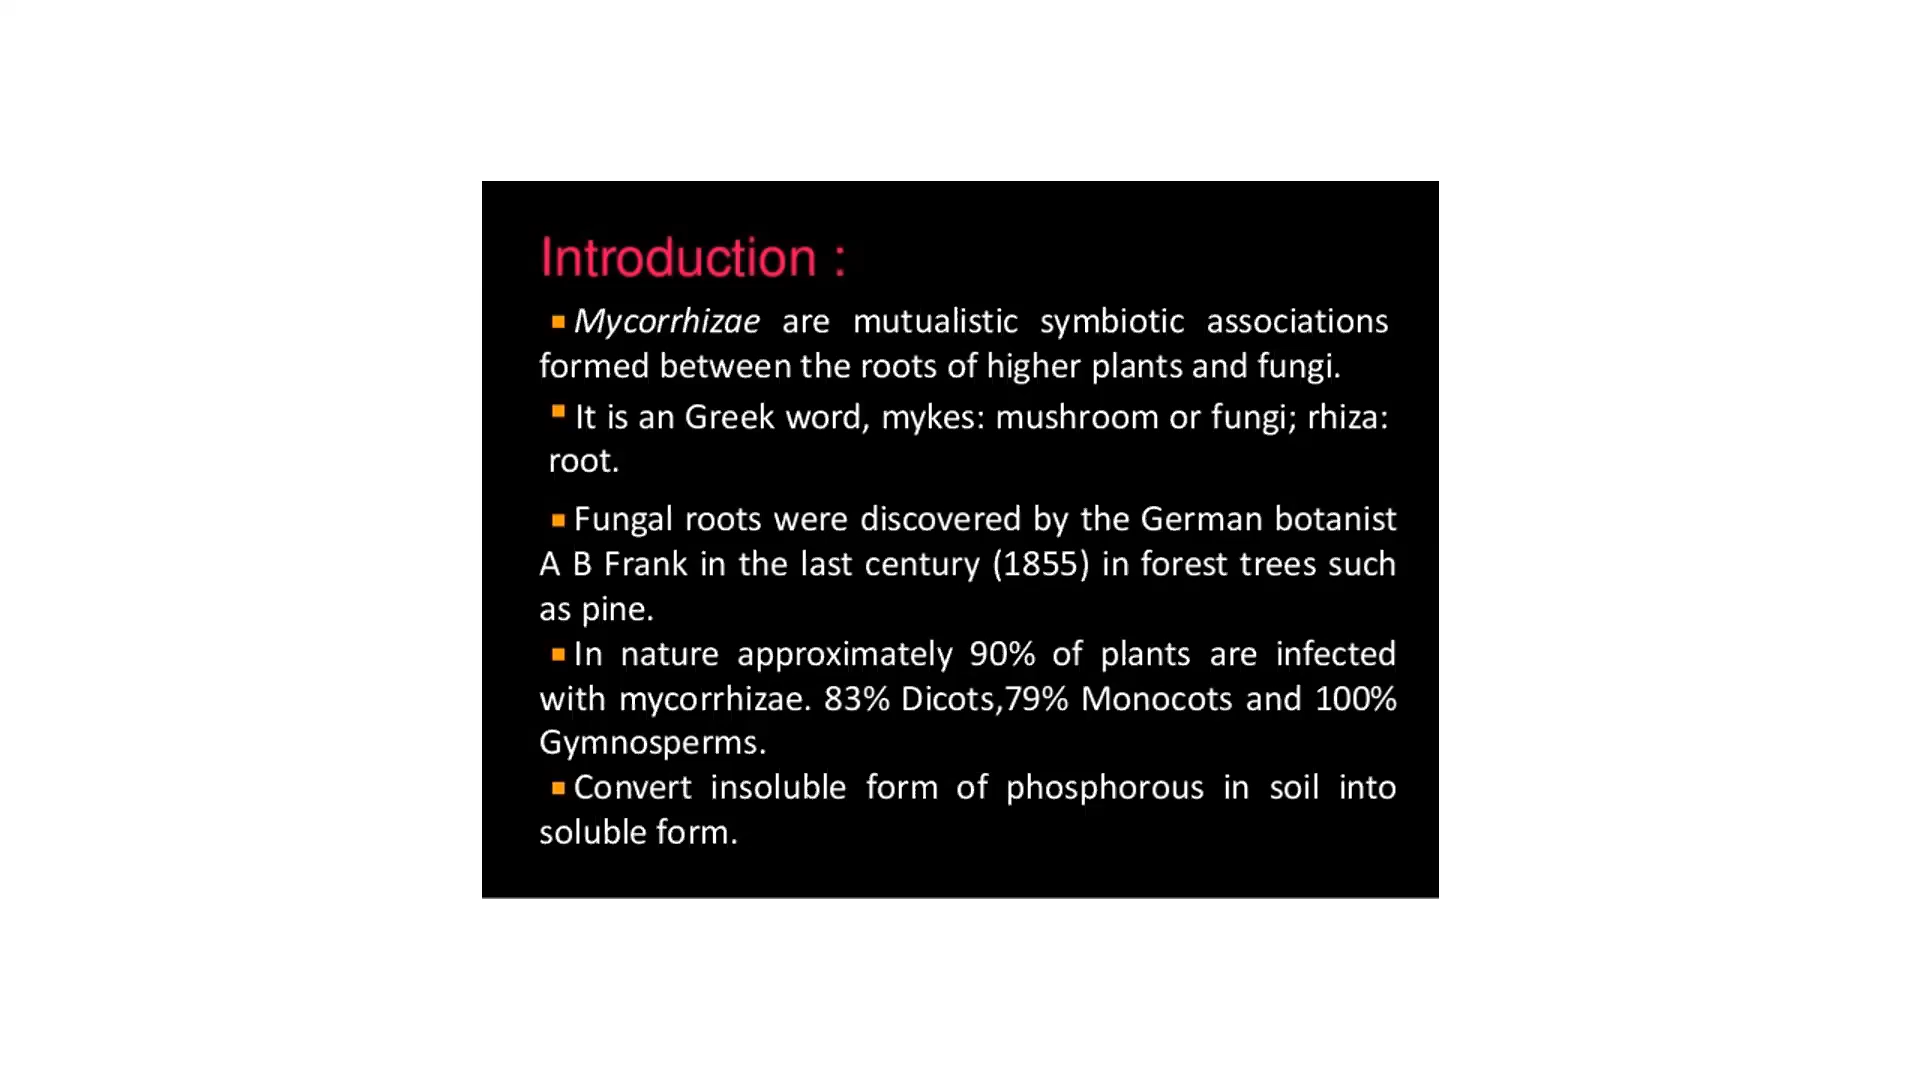 Introduction :
▪Mycorrhizae are mutualistic symbiotic associations
formed between the roots of higher plants and fungi.
▪It is an Greek word, mykes: mushroom or fungi; rhiza:
root.
▪Fungal roots were discovered by the German botanist
A B Frank in the last century (1855) in forest trees such
as pine.
▪In nature approximately 90% of plants are infected
with mycorrhizae. 83% Dicots,79% Monocots and 100%
Gymnosperms.
▪Convert insoluble form of phosphorous in soil into
soluble form.